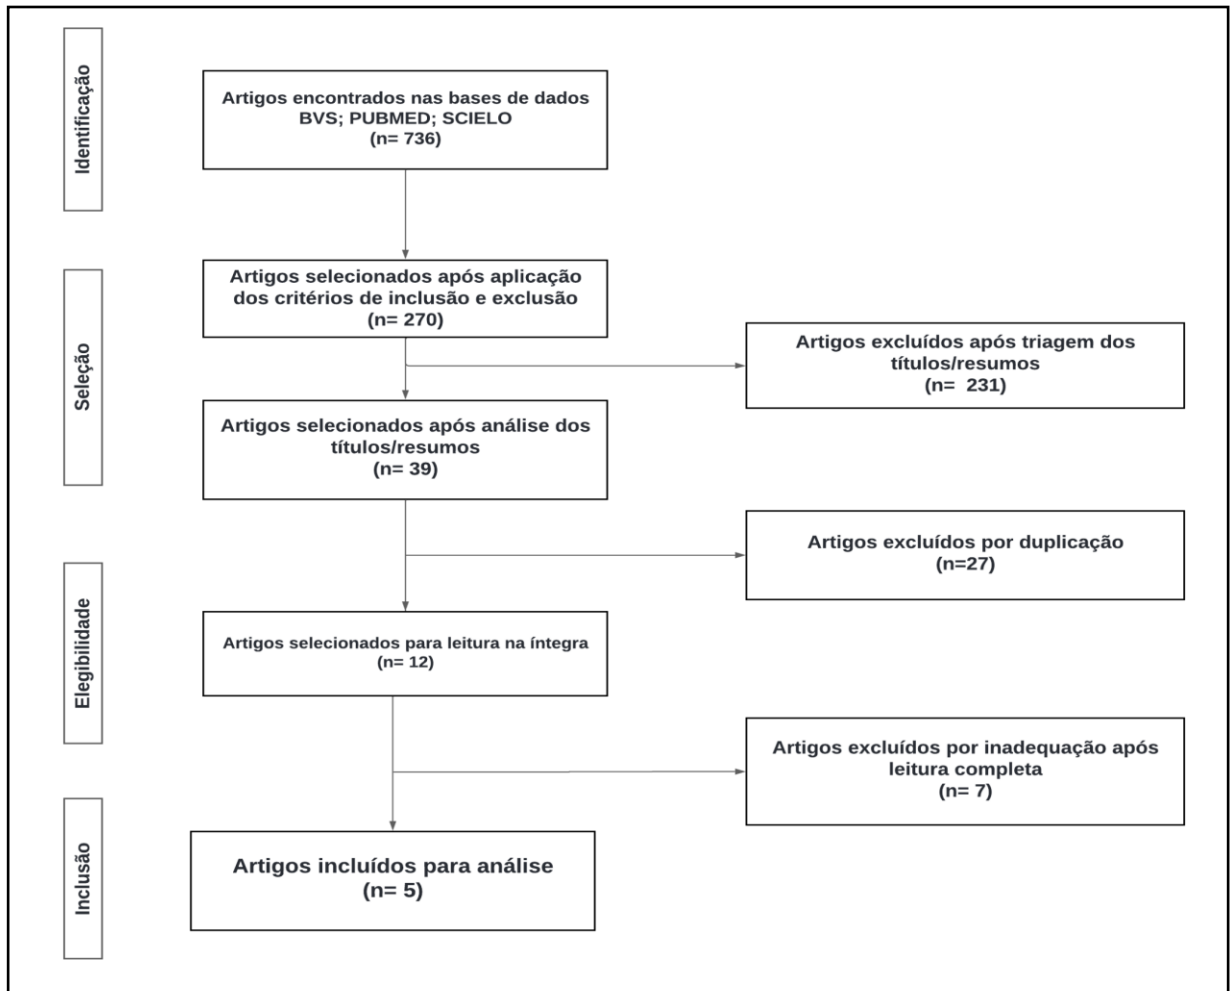 Identificação
Artigos encontrados nas bases de dados
BVS; PUBMED; SCIELO
(n= 736)
Seleção
Artigos selecionados após aplicação
dos critérios de inclusão e exclusão
(n= 270)
Artigos excluídos após triagem dos
títulos/resumos
(n= 231)
Artigos selecionados após análise dos
títulos/resumos
(n= 39)
Artigos excluídos por duplicação
(n=27)
Elegibilidade
Artigos selecionados para leitura na íntegra
(n= 12)
Artigos excluídos por inadequação após
leitura completa
(n= 7)
Inclusão
Artigos incluídos para análise
(n= 5)